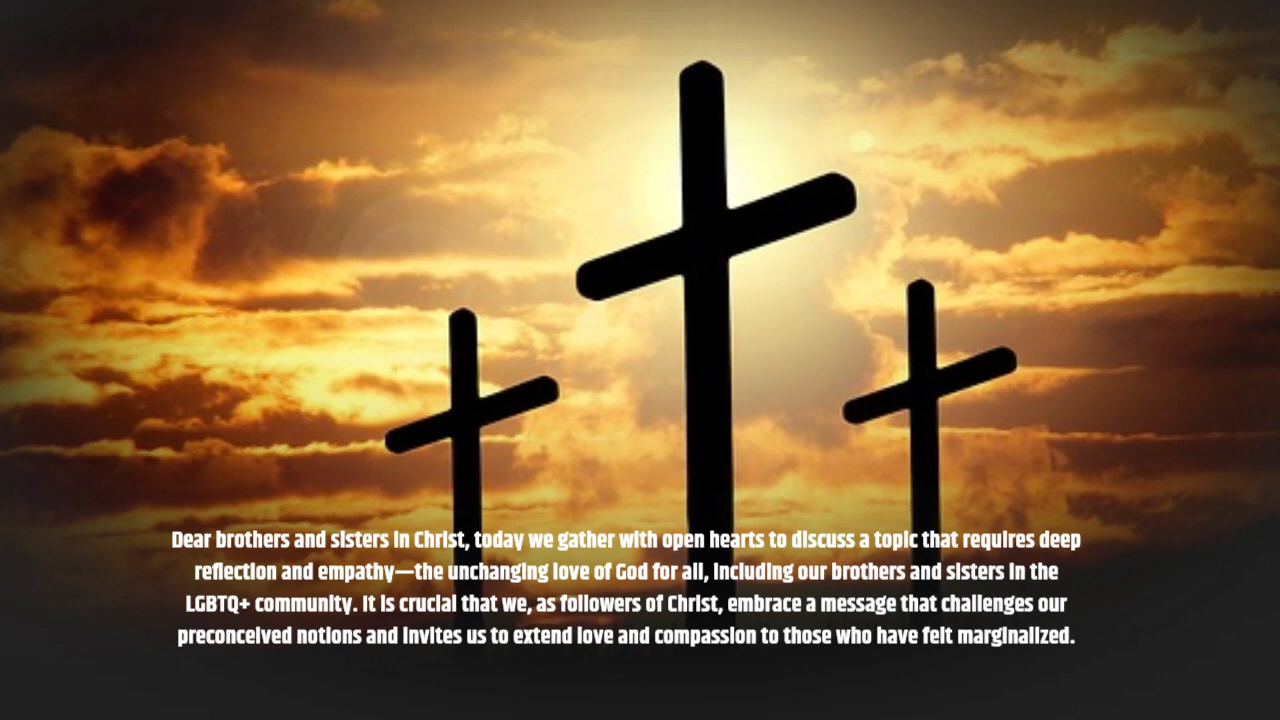 Dear brothers and sisters in Christ, today we gather with open hearts to discuss a topic that requires deep
reflection and empathy—the unchanging love of God for all, including our brothers and sisters in the
LGBTQ+ community. It is crucial that we, as followers of Christ, embrace a message that challenges our
preconceived notions and invites us to extend love and compassion to those who have felt marginalized.